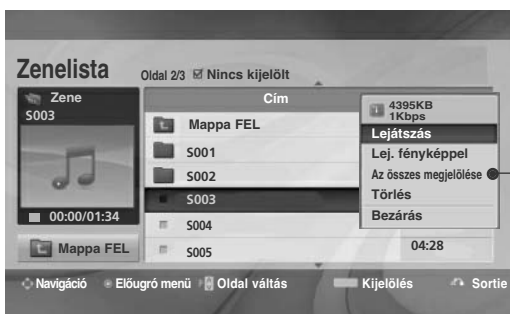 Zenelista
Oldal 2/3 Nincs kijelölt
Zene
S003
Cím
Mappa FEL
S001
S002
S003
S004
S005
4395KB
1Kbps
Lejátszás
Lej. fényképpel
Az összes megjelölése
Törlés
Bezárás
04:28
00:00/01:34
Mappa FEL
Navigáció Előugró menü Oldal váltás Kijelölés Sortie